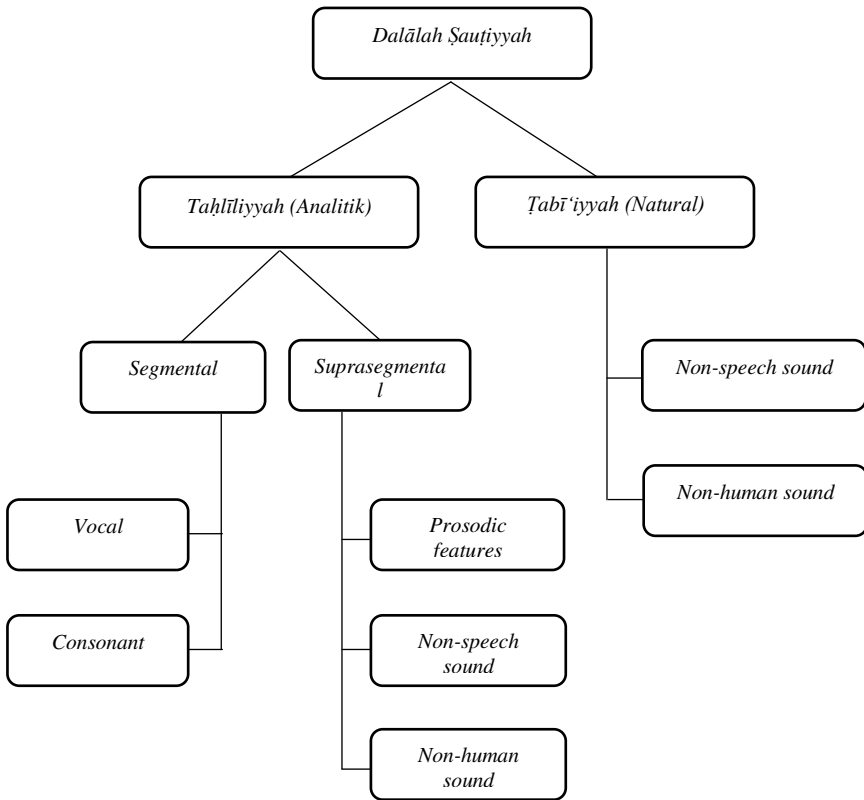 Dalālah Ṣauṭiyyah
Taḥlīliyyah (Analitik)
Ṭabī‘iyyah (Natural)
Segmental
Suprasegmenta
l
Non-speech sound
Non-human sound
Vocal
Consonant
Prosodic
features
Non-speech
sound
Non-human
sound